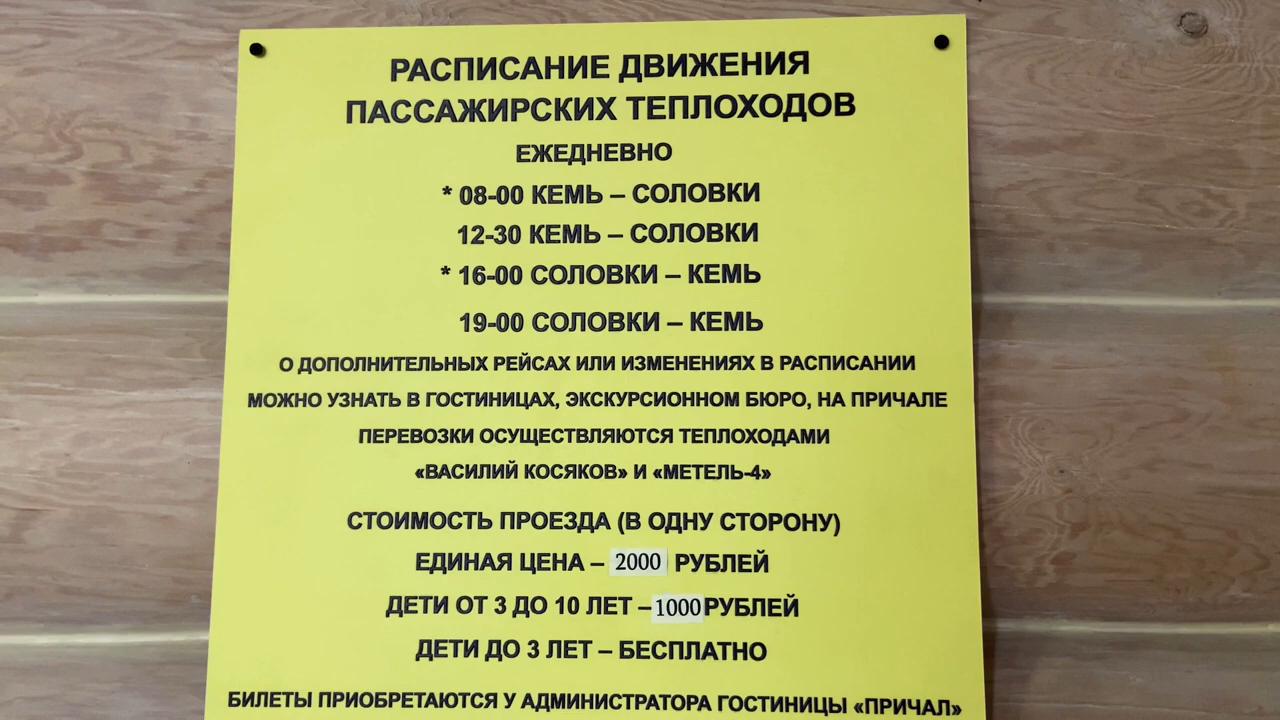 РАСПИСАНИЕ ДВИЖЕНИЯ
ПАССАЖИРСКИХ ТЕПЛОХОДОВ
ЕЖЕДНЕВНО
* 08-00 КЕМЬ – СОЛОВКИ
12-30 КЕМЬ – СОЛОВКИ
* 16-00 СОЛОВКИ – КЕМЬ
19-00 СОЛОВКИ – КЕМЬ
О ДОПОЛНИТЕЛЬНЫХ РЕЙСАХ ИЛИ ИЗМЕНЕНИЯХ В РАСПИСАНИИ
МОЖНО УЗНАТЬ В ГОСТИНИЦАХ, ЭКСКУРСИОННОМ БЮРО, НА ПРИЧАЛЕ
ПЕРЕВОЗКИ ОСУЩЕСТВЛЯЮТСЯ ТЕПЛОХОДАМИ
«ВАСИЛИЙ КОСЯКОВ» И «МЕТЕЛЬ-4»
СТОИМОСТЬ ПРОЕЗДА (В ОДНУ СТОРОНУ)
ЕДИНАЯ ЦЕНА – 2000 РУБЛЕЙ
ДЕТИ ОТ 3 ДО 10 ЛЕТ – 1000 РУБЛЕЙ
ДЕТИ ДО 3 ЛЕТ – БЕСПЛАТНО
БИЛЕТЫ ПРИОБРЕТАЮТСЯ У АДМИНИСТРАТОРА ГОСТИНИЦЫ «ПРИЧАЛ»